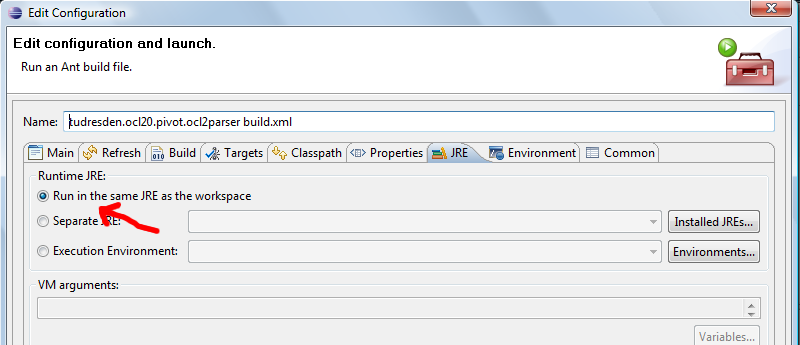 Edit Configuration
Edit configuration and launch.
Run an Ant build file.
Name: tudresden.ocl20.pivot.ocl2parser build.xml
Main Refresh Build Targets Classpath Properties JRE Environment Common
Runtime JRE:
Run in the same JRE as the workspace
Separate JRE: Installed JREs...
Execution Environment: Environments...
VM arguments:
Variables...